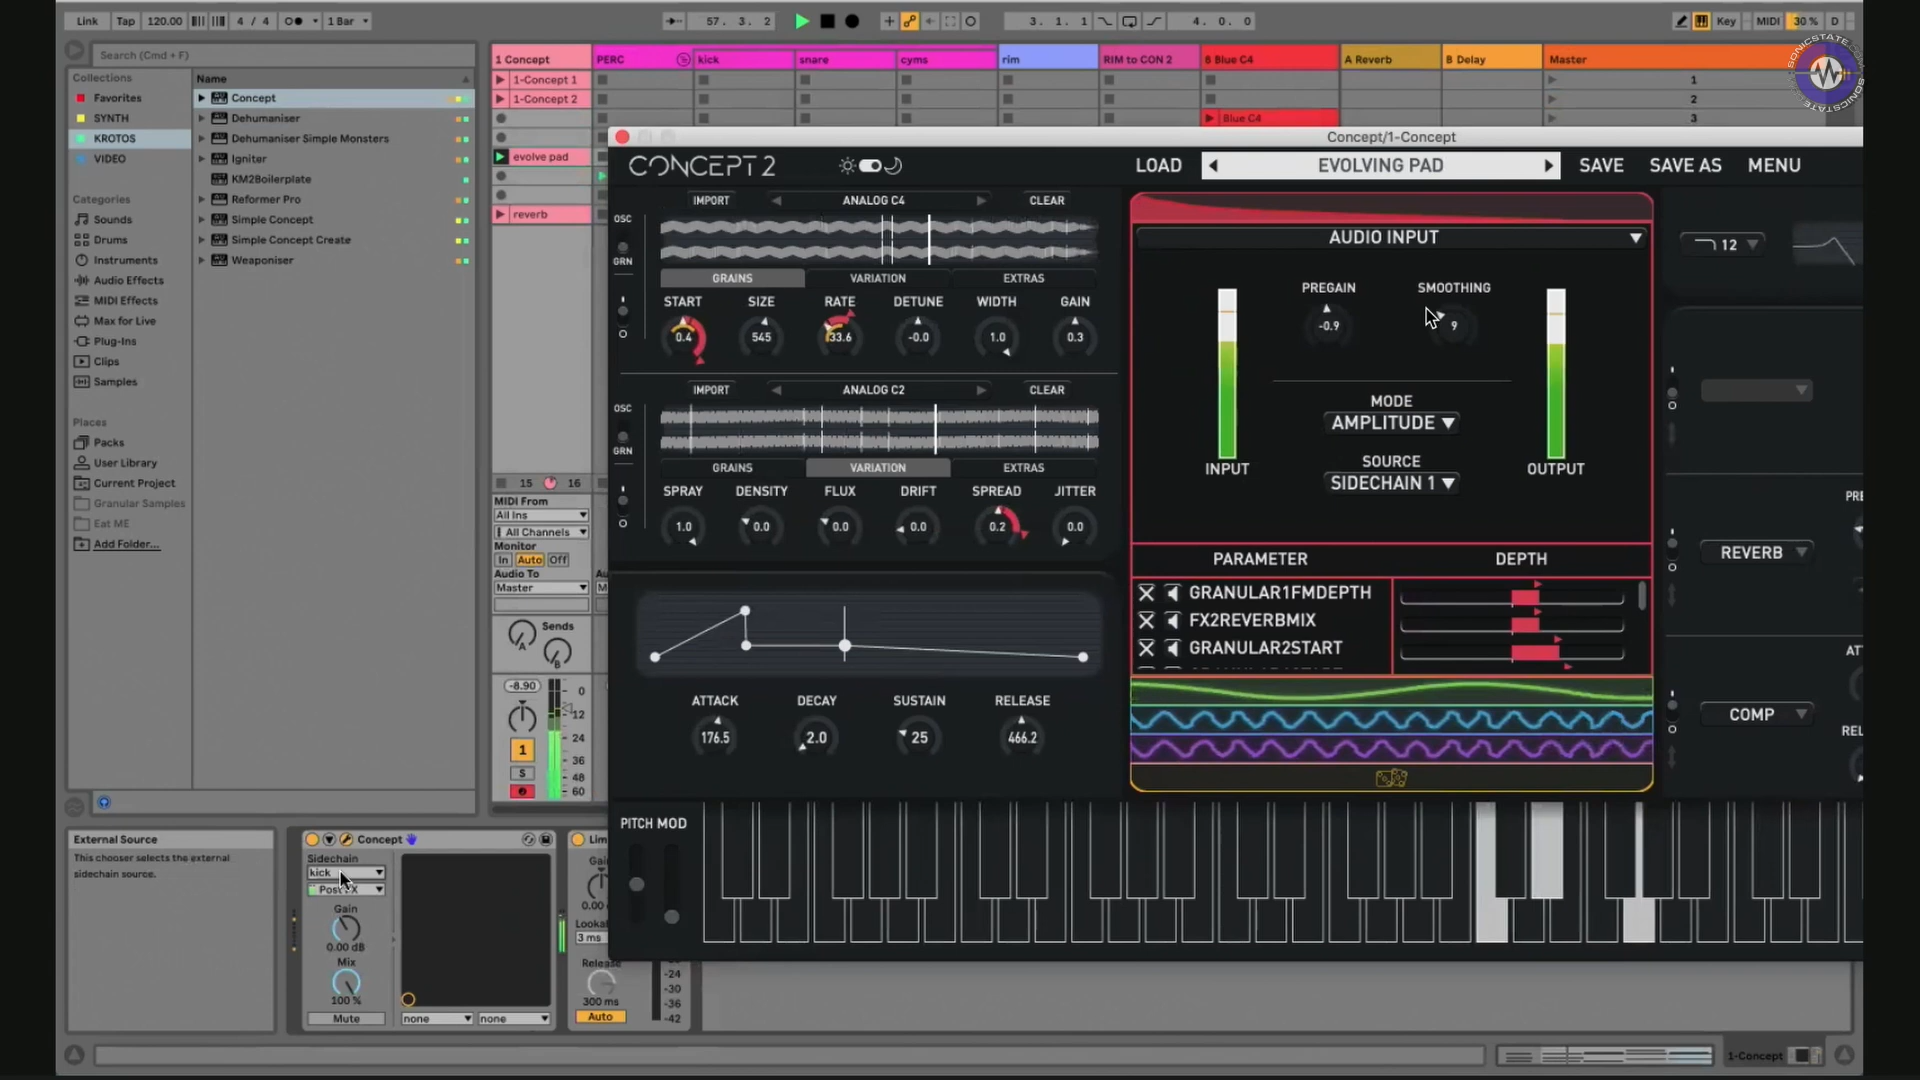 Link Tap 120.00 4 / 4 1 Bar 57. 3. 2 3. 1. 1 4. 0. 0 Key MIDI 30 % D
SONICSTATE.COM
Search (Cmd + F)
Collections
Favorites
SYNTH
KROTOS
VIDEO
Categories
Sounds
Drums
Instruments
Audio Effects
MIDI Effects
Max for Live
Plug-Ins
Clips
Samples
Places
Packs
User Library
Current Project
Granular Samples
Eat ME
Add Folder...
Name
Concept
Dehumaniser
Dehumaniser Simple Monsters
Igniter
KM2Boilerplate
Reformer Pro
Simple Concept
Simple Concept Create
Weaponiser
1 Concept PERC kick snare cyms rim RIM to CON 2 6 Blue C4 A Reverb B Delay Master
1-Concept 1 1
1-Concept 2 2
Blue C4 3
evolve pad
reverb
15 16
MIDI From
All Ins
All Channels
Monitor
In Auto Off
Audio To
Master
Sends
A
B
-8.90
0
12
24
36
48
60
1
S
Concept/1-Concept
CONCEPT 2 LOAD EVOLVING PAD SAVE SAVE AS MENU
IMPORT ANALOG C4 CLEAR
OSC
GRN
GRAINS VARIATION EXTRAS
START SIZE RATE DETUNE WIDTH GAIN
0.4 545 33.6 -0.0 1.0 0.3
IMPORT ANALOG C2 CLEAR
OSC
GRN
GRAINS VARIATION EXTRAS
SPRAY DENSITY FLUX DRIFT SPREAD JITTER
1.0 0.0 0.0 0.0 0.2 0.0
ATTACK DECAY SUSTAIN RELEASE
176.5 2.0 25 466.2
AUDIO INPUT
PREGAIN SMOOTHING
-0.9 9
MODE
AMPLITUDE
SOURCE
SIDECHAIN 1
INPUT OUTPUT
PARAMETER DEPTH
GRANULAR1FMDEPTH
FX2REVERBMIX
GRANULAR2START
12
REVERB
COMP
PITCH MOD
External Source
This chooser selects the external
sidechain source.
Concept
Sidechain
kick
Gain
0.00 dB
Mix
100 %
Mute
none none
0.00
3 ms
Release
300 ms
Auto
-24
-30
-36
-42
1-Concept